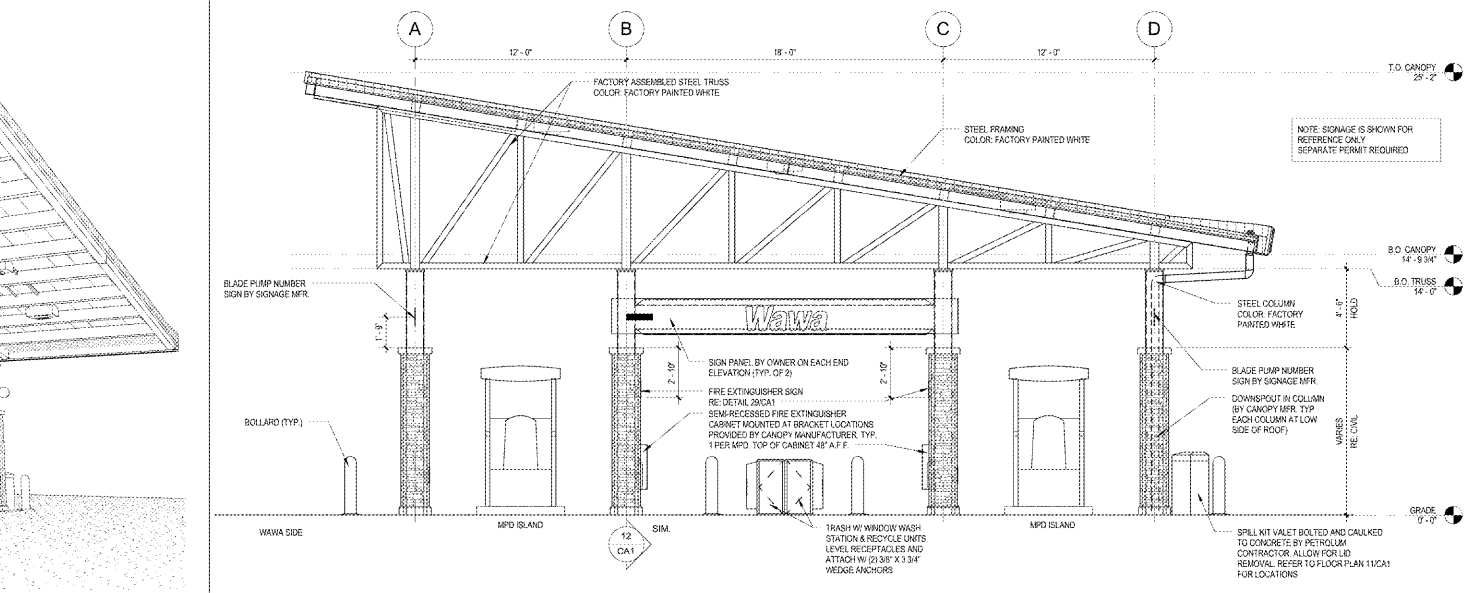 A
B
C
D
12' - 0"
18' - 0"
12' - 0"
T.O. CANOPY
25' - 2"
FACTORY ASSEMBLED STEEL TRUSS
COLOR: FACTORY PAINTED WHITE
STEEL FRAMING
COLOR: FACTORY PAINTED WHITE
NOTE: SIGNAGE IS SHOWN FOR
REFERENCE ONLY
SEPARATE PERMIT REQUIRED
B.O. CANOPY
14' - 9 3/4"
B.O. TRUSS
14' - 0"
BLADE PUMP NUMBER
SIGN BY SIGNAGE MFR.
1' - 9"
Wawa
4' - 6"
HOLD
STEEL COLUMN
COLOR: FACTORY
PAINTED WHITE
SIGN PANEL BY OWNER ON EACH END
ELEVATION (TYP. OF 2)
2' - 10"
2' - 10"
FIRE EXTINGUISHER SIGN
RE: DETAIL 29/CA1
SEMI-RECESSED FIRE EXTINGUISHER
CABINET MOUNTED AT BRACKET LOCATIONS
PROVIDED BY CANOPY MANUFACTURER, TYP.
1 PER MPD. TOP OF CABINET 48" A.F.F.
BLADE PUMP NUMBER
SIGN BY SIGNAGE MFR.
DOWNSPOUT IN COLUMN
(BY CANOPY MFR. TYP
EACH COLUMN AT LOW
SIDE OF ROOF)
VARIES
RE: CIVIL
BOLLARD (TYP.)
GRADE
0' - 0"
WAWA SIDE
MPD ISLAND
12
CA1
SIM.
TRASH W/ WINDOW WASH
STATION & RECYCLE UNITS.
LEVEL RECEPTACLES AND
ATTACH W/ (2) 3/8" X 3 3/4"
WEDGE ANCHORS
MPD ISLAND
SPILL KIT VALET BOLTED AND CAULKED
TO CONCRETE BY PETROLUM
CONTRACTOR. ALLOW FOR LID
REMOVAL. REFER TO FLOOR PLAN 11/CA1
FOR LOCATIONS